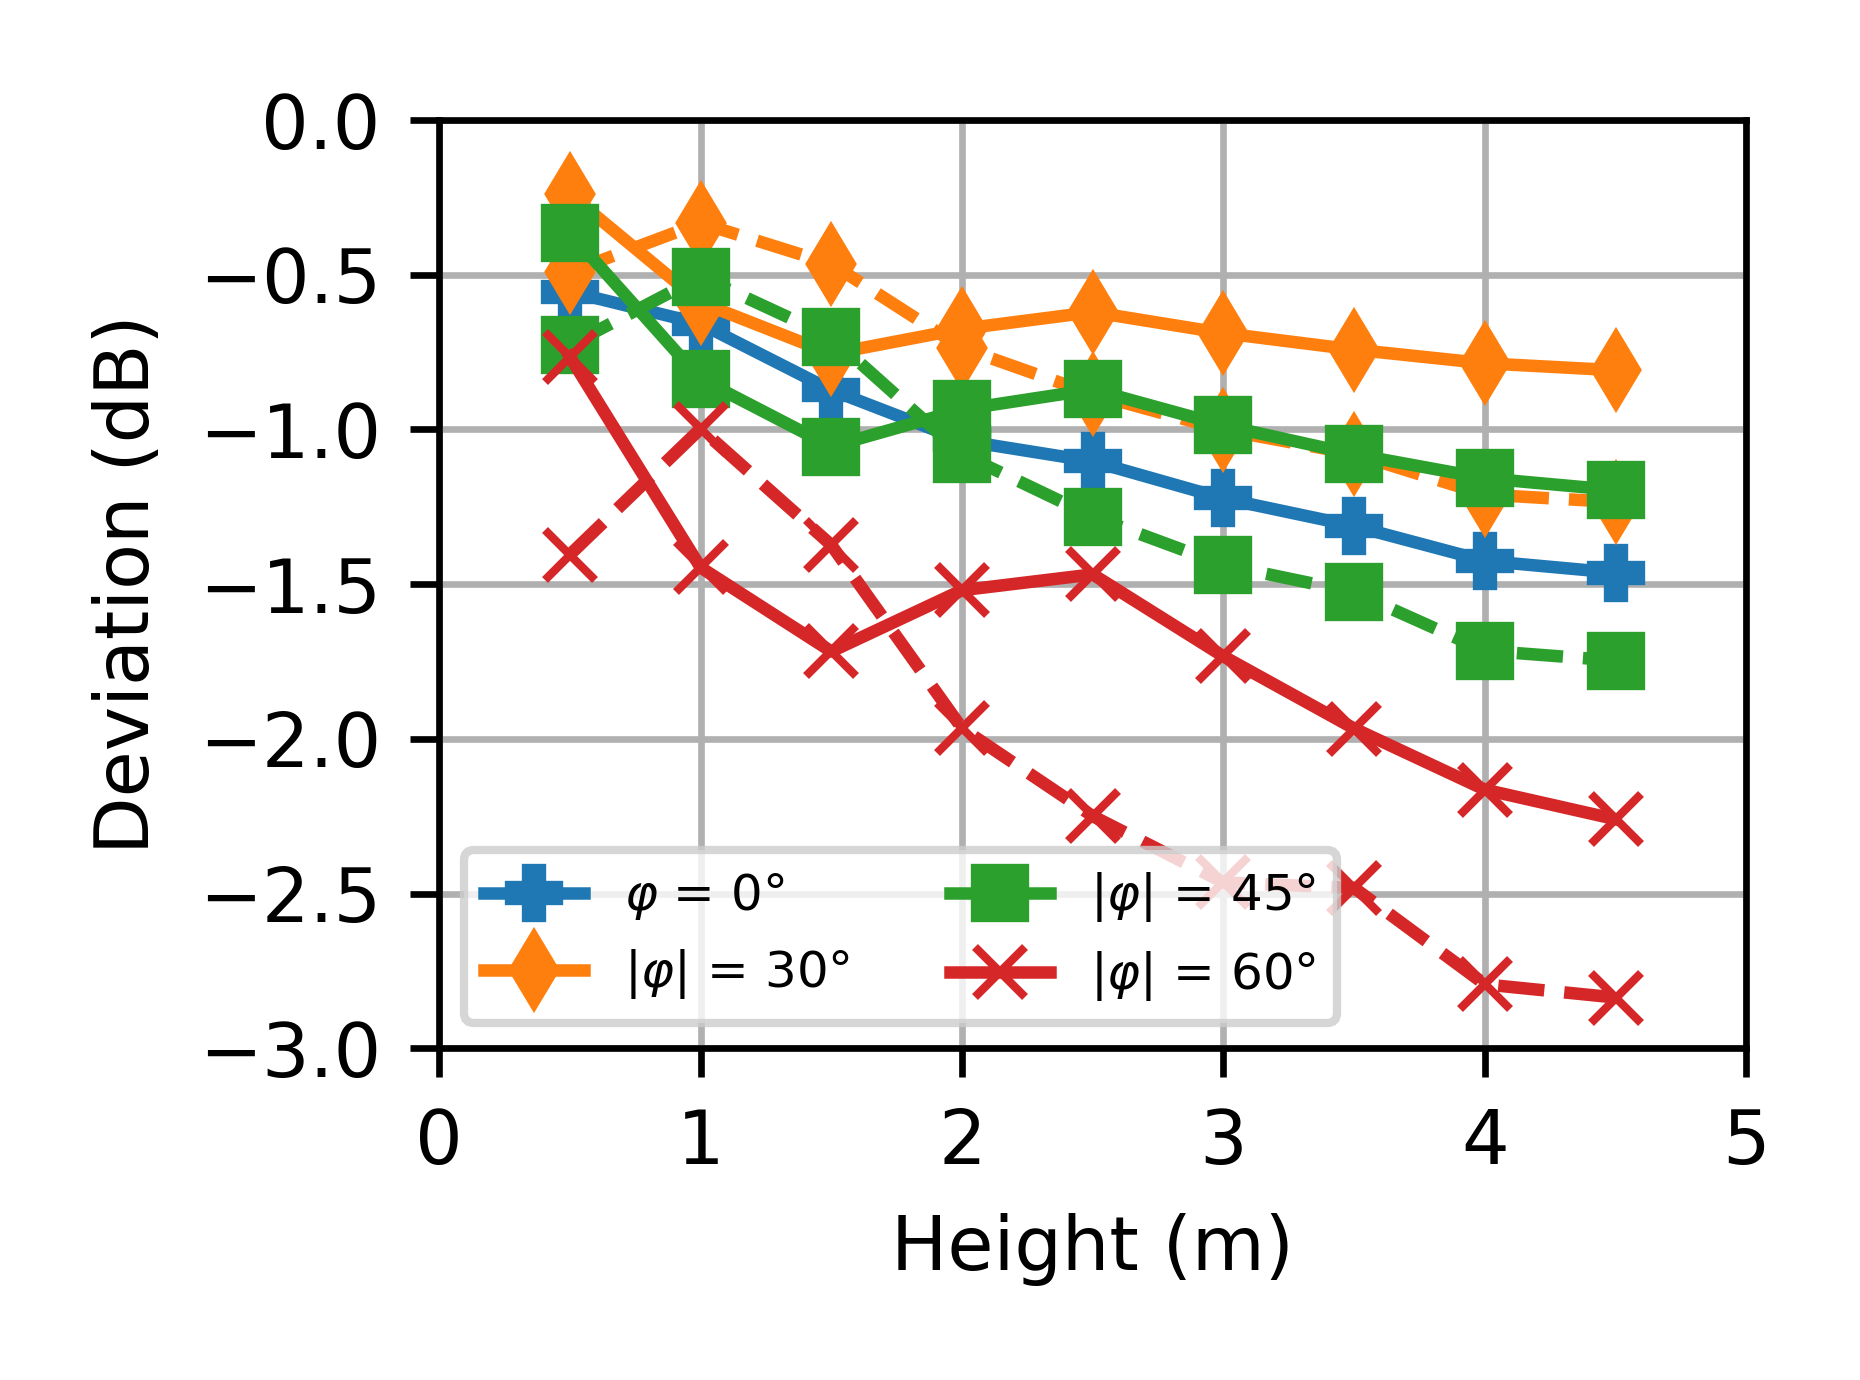 0.0
−0.5
−1.0
−1.5
−2.0
−2.5
−3.0
Deviation (dB)
φ = 0°
|φ| = 30°
|φ| = 45°
|φ| = 60°
0 1 2 3 4 5
Height (m)